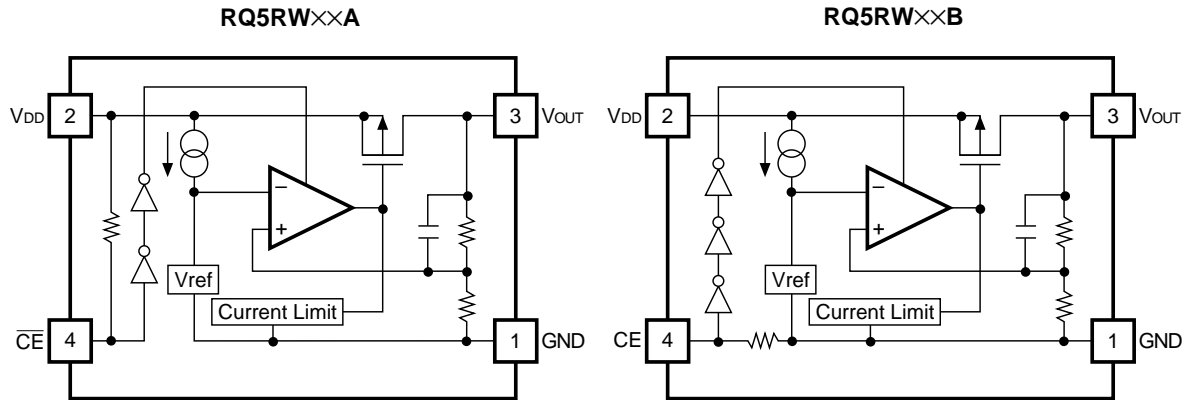 RQ5RW××A
RQ5RW××B
VDD 2
3 VOUT
−
+
Vref
Current Limit
C̅E̅ 4
1 GND
VDD 2
3 VOUT
−
+
Vref
Current Limit
CE 4
1 GND